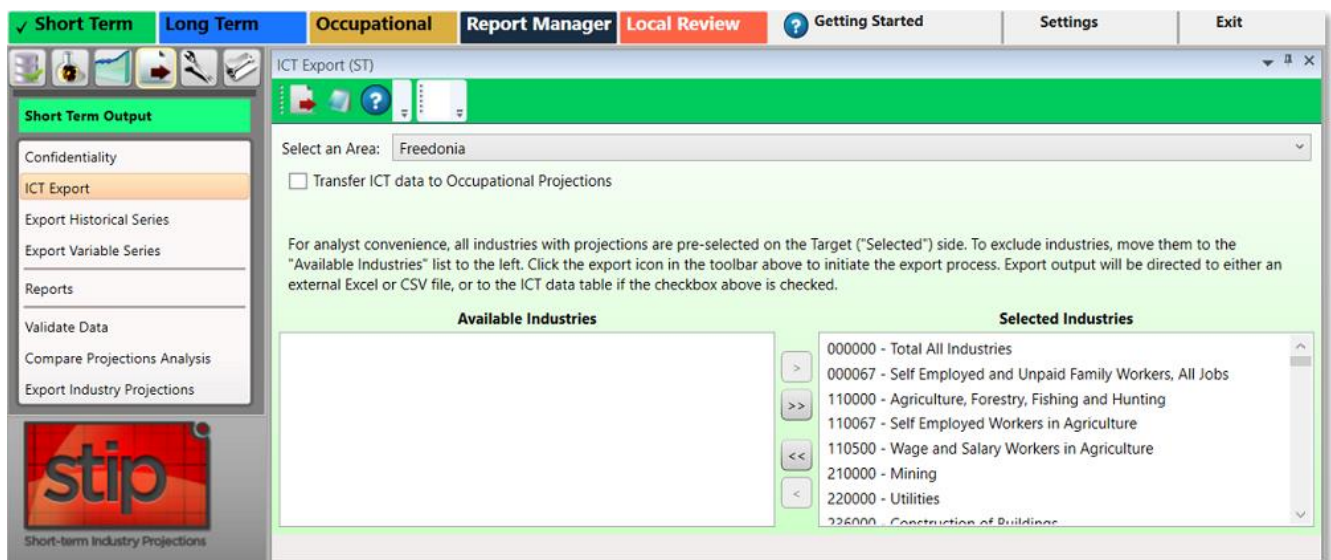 ✓ Short Term Long Term Occupational Report Manager Local Review ? Getting Started Settings Exit
ICT Export (ST)
?
Short Term Output
Confidentiality
ICT Export
Export Historical Series
Export Variable Series
Reports
Validate Data
Compare Projections Analysis
Export Industry Projections
stip
Short-term Industry Projections
Select an Area: Freedonia
Transfer ICT data to Occupational Projections
For analyst convenience, all industries with projections are pre-selected on the Target ("Selected") side. To exclude industries, move them to the
"Available Industries" list to the left. Click the export icon in the toolbar above to initiate the export process. Export output will be directed to either an
external Excel or CSV file, or to the ICT data table if the checkbox above is checked.
Available Industries
>
>>
<<
<
Selected Industries
000000 - Total All Industries
000067 - Self Employed and Unpaid Family Workers, All Jobs
110000 - Agriculture, Forestry, Fishing and Hunting
110067 - Self Employed Workers in Agriculture
110500 - Wage and Salary Workers in Agriculture
210000 - Mining
220000 - Utilities
236000 - Construction of Buildings